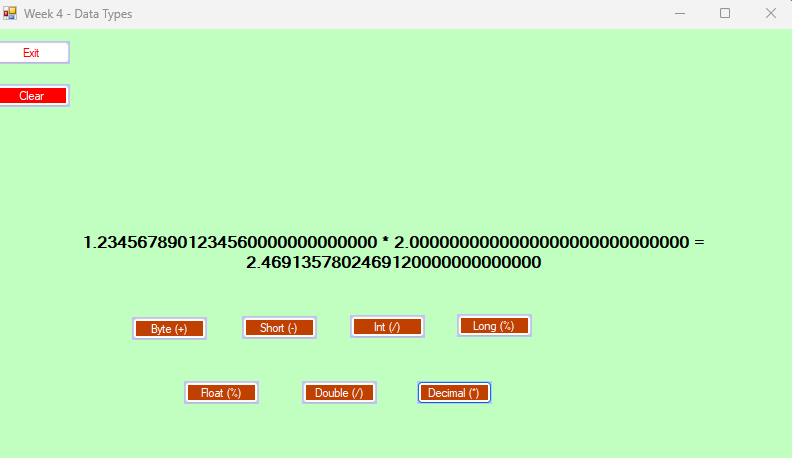 Week 4 - Data Types
Exit
Clear
1.2345678901234560000000000000 * 2.0000000000000000000000000000 =
2.4691357802469120000000000000
Byte (+)
Short (-)
Int (/)
Long (%)
Float (%)
Double (/)
Decimal (*)